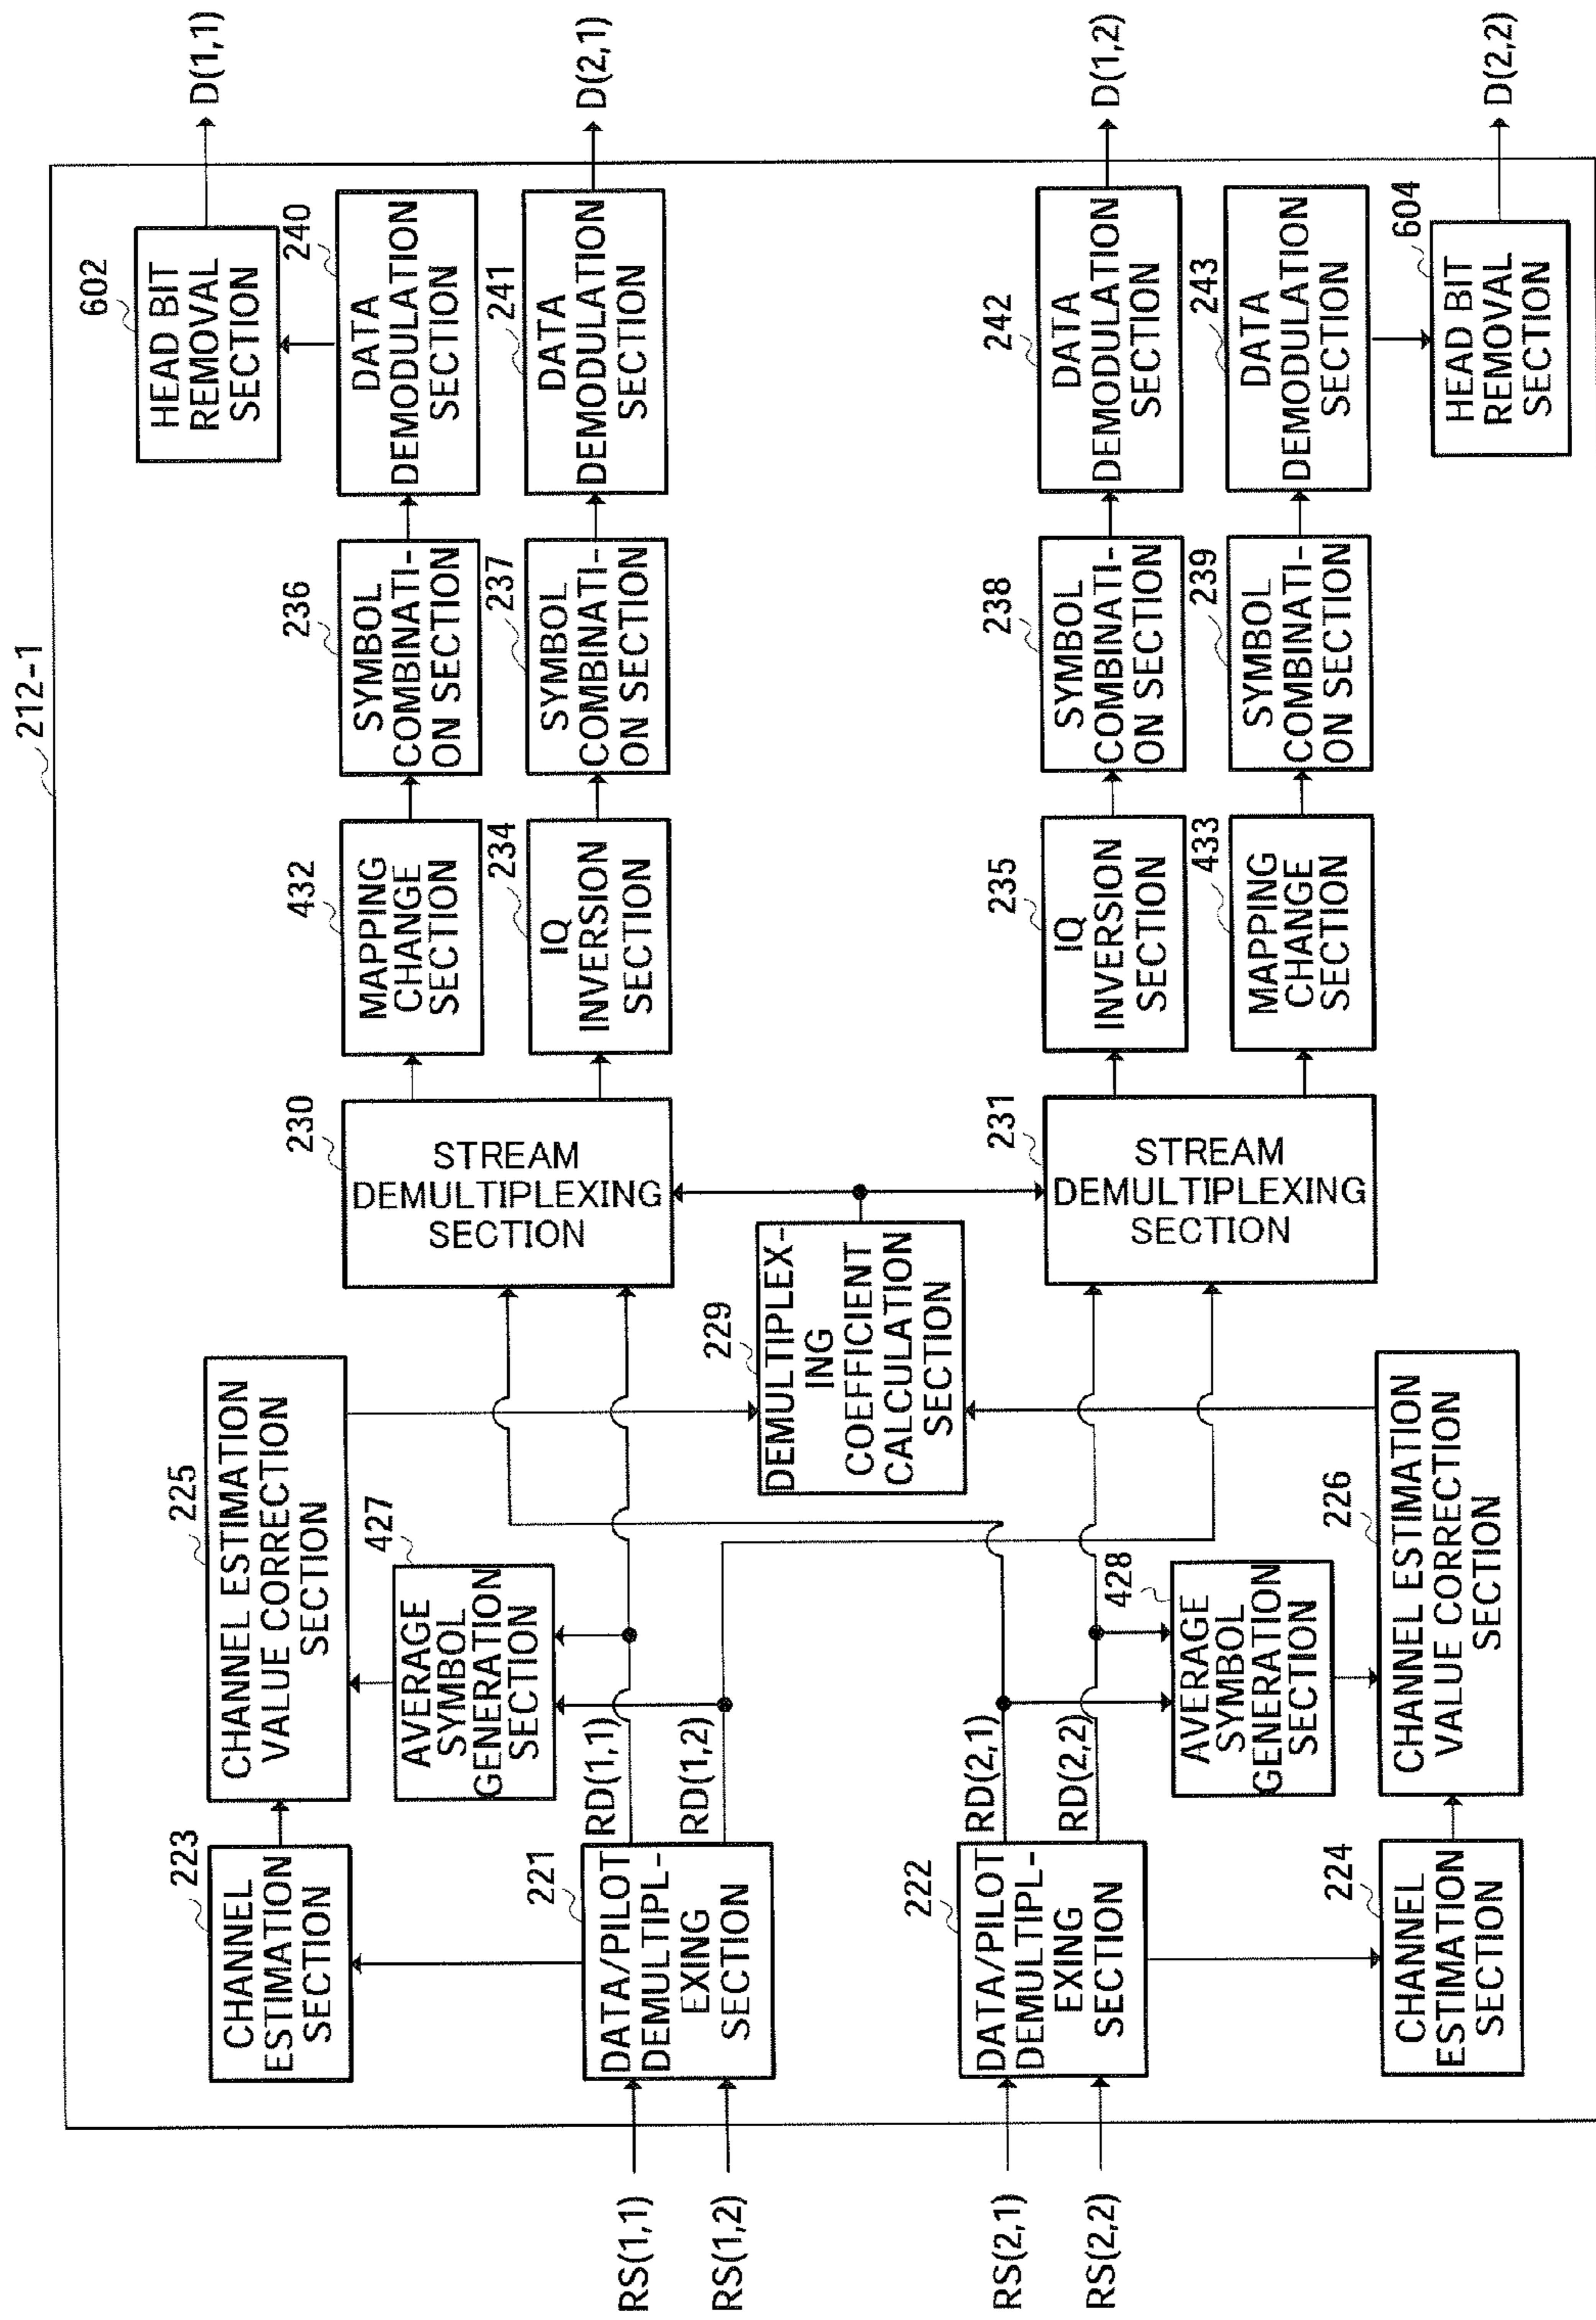 212-1
RS(1,1)
RS(1,2)
RS(2,1)
RS(2,2)
223
CHANNEL
ESTIMATION
SECTION
221
DATA/PILOT
DEMULTIPL-
EXING
SECTION
222
DATA/PILOT
DEMULTIPL-
EXING
SECTION
224
CHANNEL
ESTIMATION
SECTION
RD(1,1)
RD(1,2)
RD(2,1)
RD(2,2)
225
CHANNEL ESTIMATION
VALUE CORRECTION
SECTION
427
AVERAGE
SYMBOL
GENERATION
SECTION
428
AVERAGE
SYMBOL
GENERATION
SECTION
226
CHANNEL ESTIMATION
VALUE CORRECTION
SECTION
229
DEMULTIPLEX-
ING
COEFFICIENT
CALCULATION
SECTION
230
STREAM
DEMULTIPLEXING
SECTION
231
STREAM
DEMULTIPLEXING
SECTION
432
MAPPING
CHANGE
SECTION
234
IQ
INVERSION
SECTION
235
IQ
INVERSION
SECTION
433
MAPPING
CHANGE
SECTION
236
SYMBOL
COMBINATI-
ON SECTION
237
SYMBOL
COMBINATI-
ON SECTION
238
SYMBOL
COMBINATI-
ON SECTION
239
SYMBOL
COMBINATI-
ON SECTION
602
HEAD BIT
REMOVAL
SECTION
240
DATA
DEMODULATION
SECTION
241
DATA
DEMODULATION
SECTION
242
DATA
DEMODULATION
SECTION
243
DATA
DEMODULATION
SECTION
604
HEAD BIT
REMOVAL
SECTION
D(1,1)
D(2,1)
D(1,2)
D(2,2)